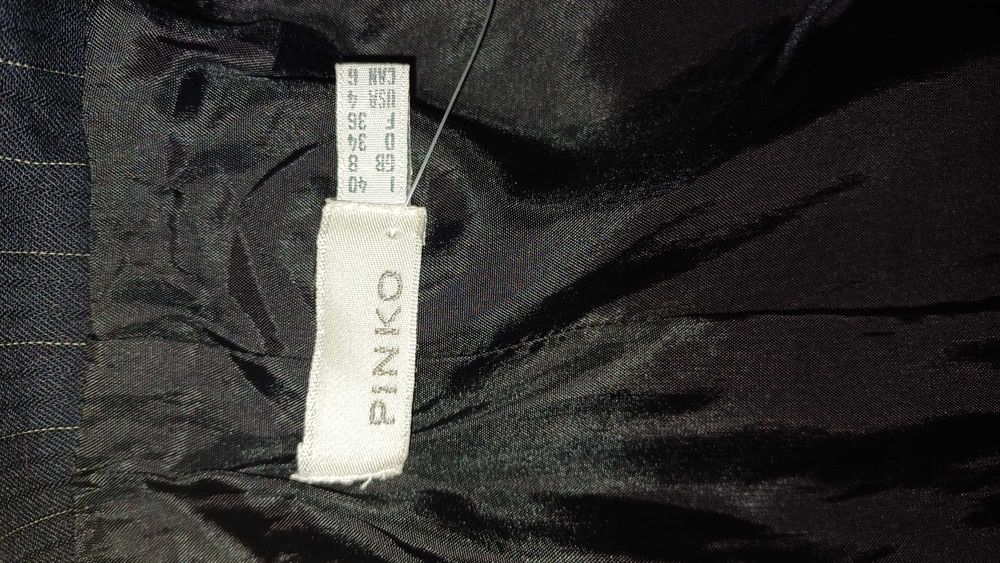 PINKO
I 40
GB 8
D 34
F 36
USA 4
CAN 6